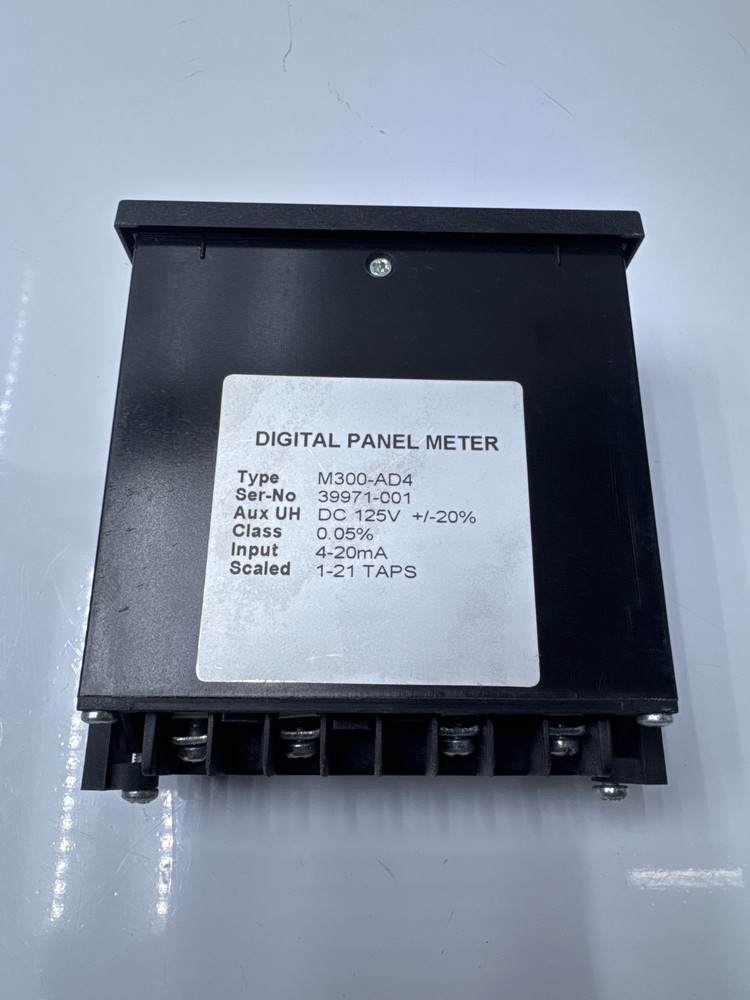 DIGITAL PANEL METER
Type M300-AD4
Ser-No 39971-001
Aux UH DC 125V +/-20%
Class 0.05%
Input 4-20mA
Scaled 1-21 TAPS